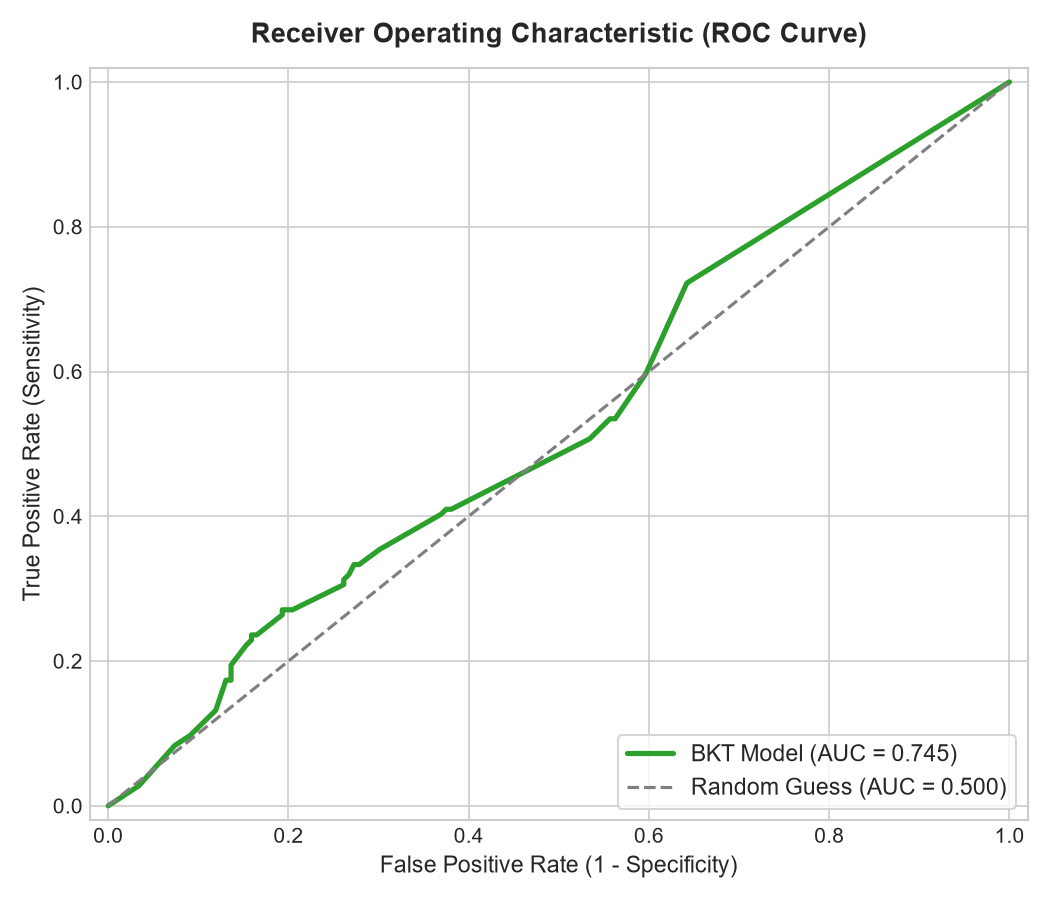 Receiver Operating Characteristic (ROC Curve)
True Positive Rate (Sensitivity)
1.0
0.8
0.6
0.4
0.2
0.0
BKT Model (AUC = 0.745)
Random Guess (AUC = 0.500)
0.0 0.2 0.4 0.6 0.8 1.0
False Positive Rate (1 - Specificity)